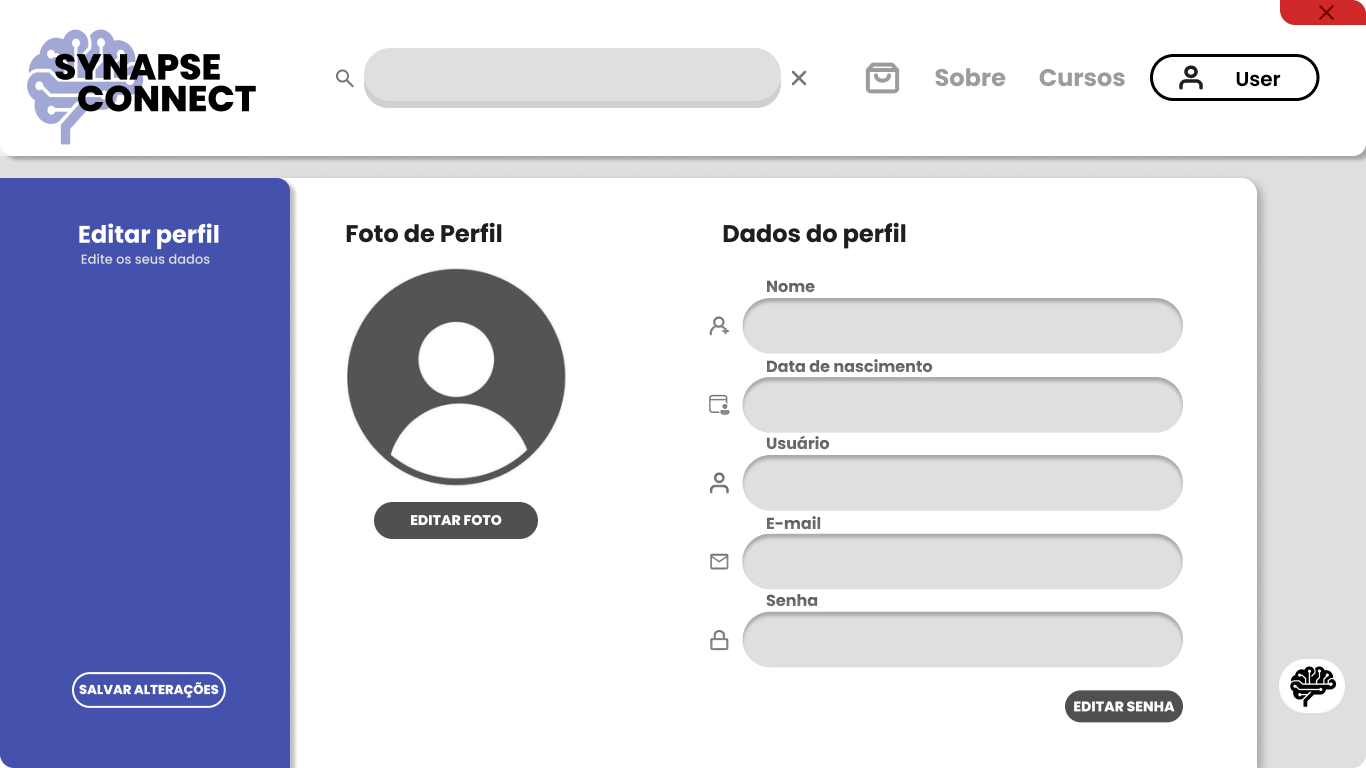 SYNAPSE
CONNECT
Sobre
Cursos
User
Editar perfil
Edite os seus dados
SALVAR ALTERAÇÕES
Foto de Perfil
EDITAR FOTO
Dados do perfil
Nome
Data de nascimento
Usuário
E-mail
Senha
EDITAR SENHA